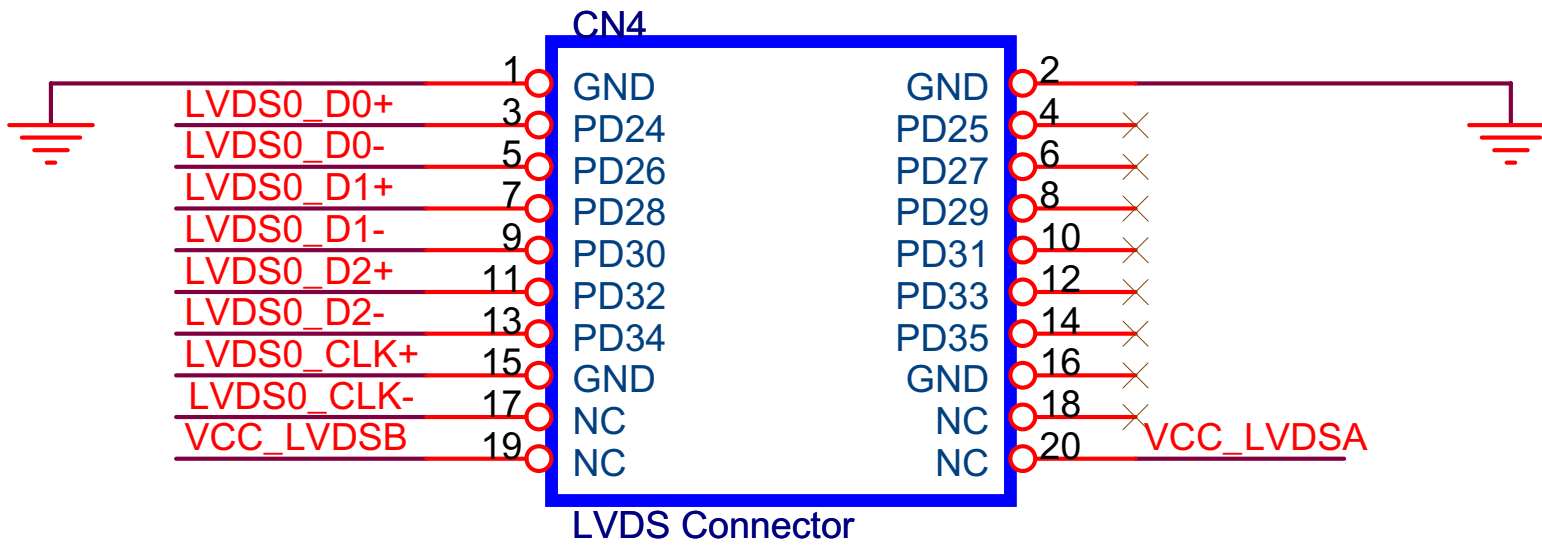 CN4
1 GND GND 2
LVDS0_D0+ 3 PD24 PD25 4
LVDS0_D0- 5 PD26 PD27 6
LVDS0_D1+ 7 PD28 PD29 8
LVDS0_D1- 9 PD30 PD31 10
LVDS0_D2+ 11 PD32 PD33 12
LVDS0_D2- 13 PD34 PD35 14
LVDS0_CLK+ 15 GND GND 16
LVDS0_CLK- 17 NC NC 18
VCC_LVDSB 19 NC NC 20 VCC_LVDSA
LVDS Connector